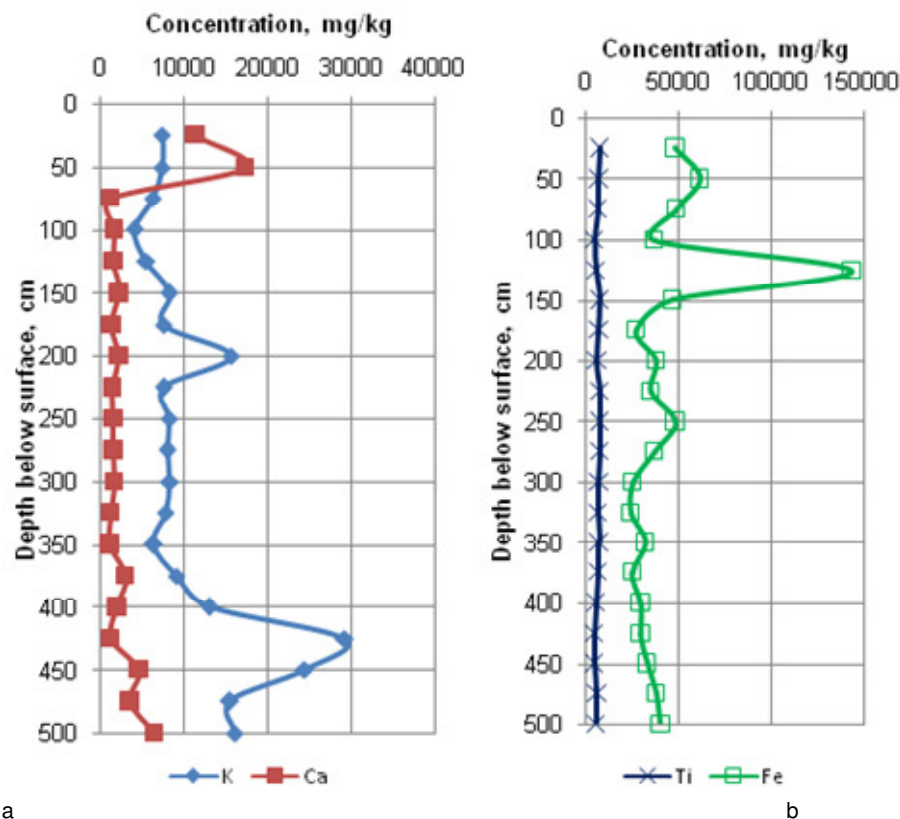 Concentration, mg/kg
0 10000 20000 30000 40000
0
50
100
150
200
250
300
350
400
450
500
Depth below surface, cm
K Ca
a
Concentration, mg/kg
0 50000 100000 150000
0
50
100
150
200
250
300
350
400
450
500
Depth below surface, cm
Ti Fe
b